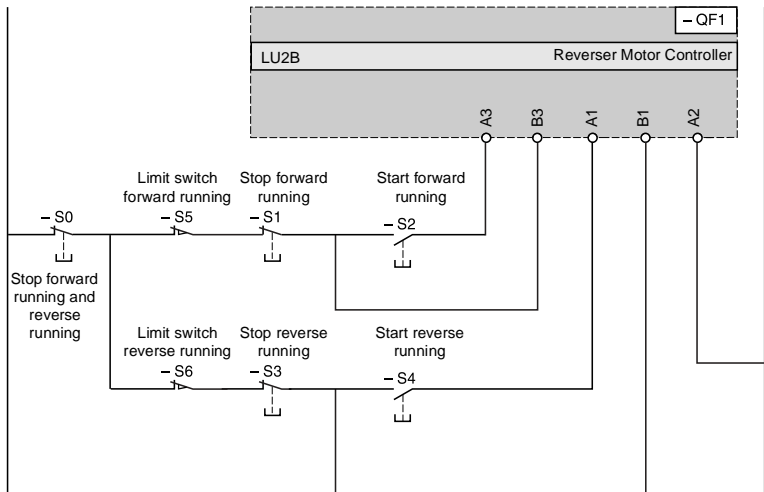 – QF1
LU2B
Reverser Motor Controller
A3
B3
A1
B1
A2
Limit switch
forward running
Stop forward
running
Start forward
running
– S0
– S5
– S1
– S2
Stop forward
running and
reverse
running
Limit switch
reverse running
Stop reverse
running
Start reverse
running
– S6
– S3
– S4